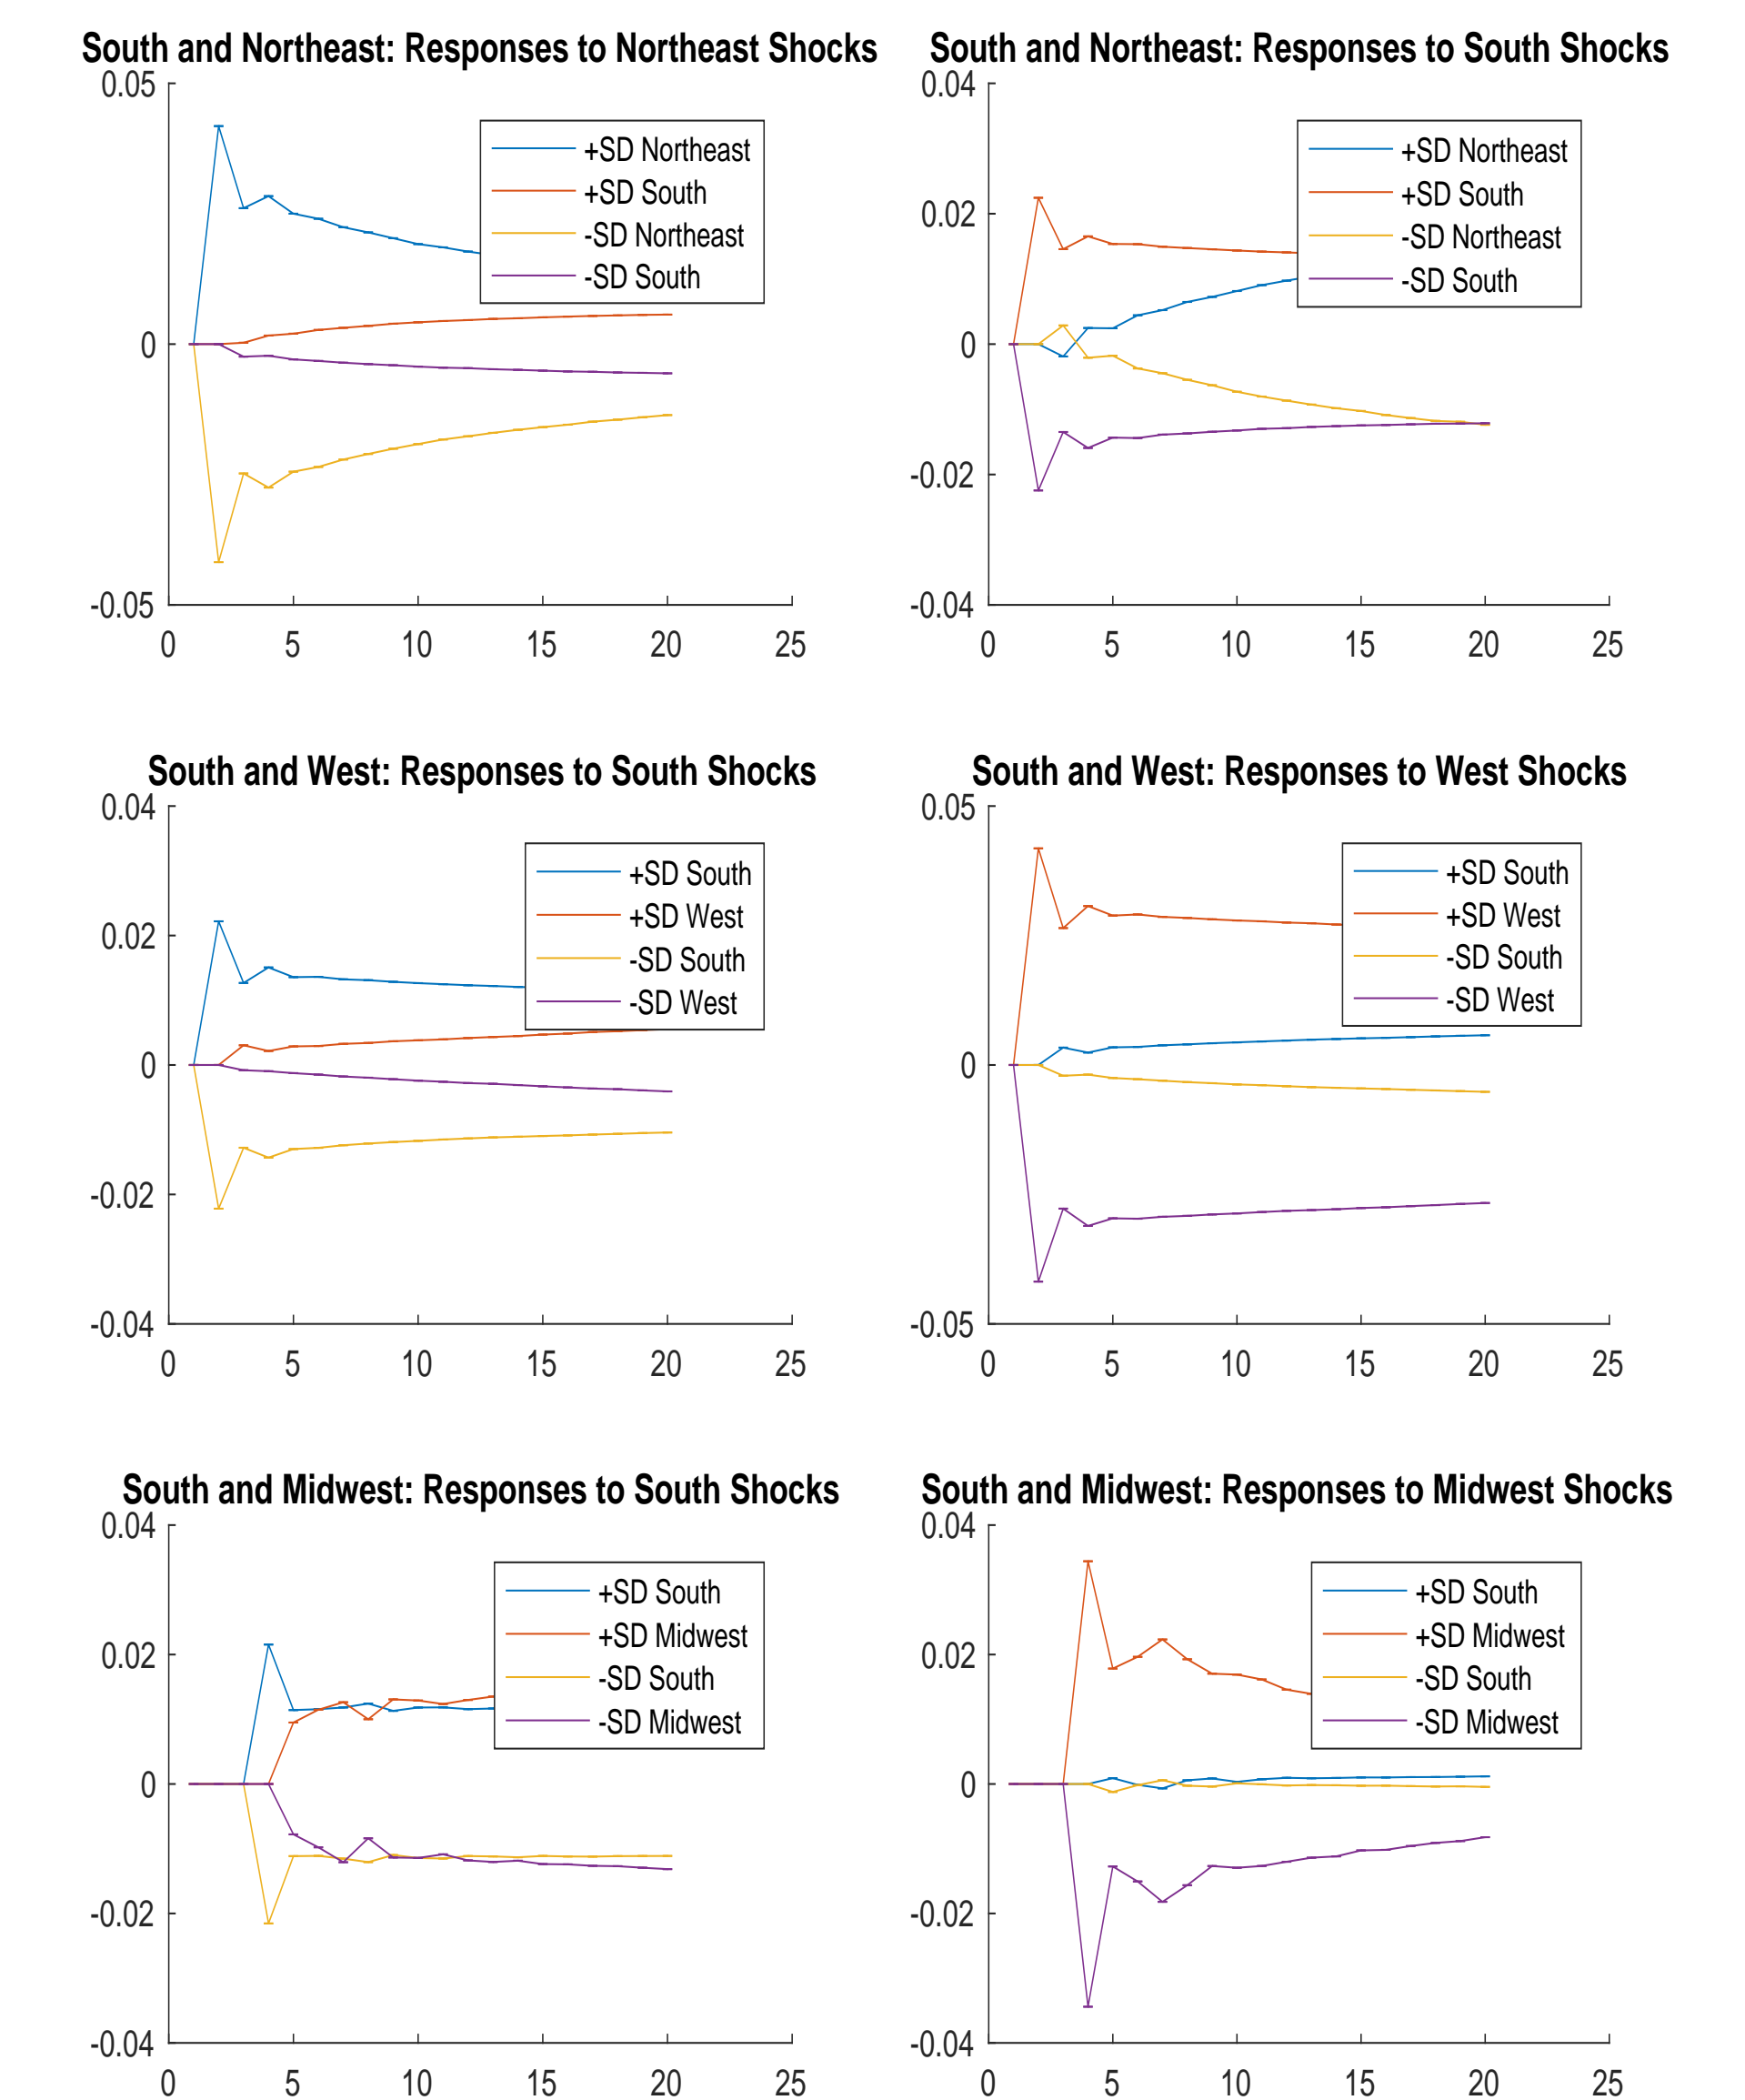 South and Northeast: Responses to Northeast Shocks
0.05
0
-0.05
0 5 10 15 20 25
+SD Northeast
+SD South
-SD Northeast
-SD South
South and Northeast: Responses to South Shocks
0.04
0.02
0
-0.02
-0.04
0 5 10 15 20 25
+SD Northeast
+SD South
-SD Northeast
-SD South
South and West: Responses to South Shocks
0.04
0.02
0
-0.02
-0.04
0 5 10 15 20 25
+SD South
+SD West
-SD South
-SD West
South and West: Responses to West Shocks
0.05
0
-0.05
0 5 10 15 20 25
+SD South
+SD West
-SD South
-SD West
South and Midwest: Responses to South Shocks
0.04
0.02
0
-0.02
-0.04
0 5 10 15 20 25
+SD South
+SD Midwest
-SD South
-SD Midwest
South and Midwest: Responses to Midwest Shocks
0.04
0.02
0
-0.02
-0.04
0 5 10 15 20 25
+SD South
+SD Midwest
-SD South
-SD Midwest